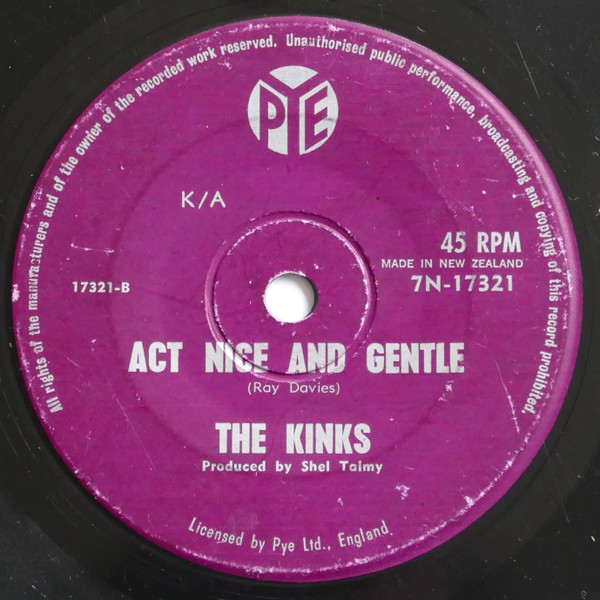 All rights of the manufacturers and of the owner of the recorded work reserved. Unauthorised public performance, broadcasting and copying of this record prohibited.
PYE
K/A
45 RPM
MADE IN NEW ZEALAND
17321-B
7N-17321
ACT NICE AND GENTLE
(Ray Davies)
THE KINKS
Produced by Shel Talmy
Licensed by Pye Ltd., England.